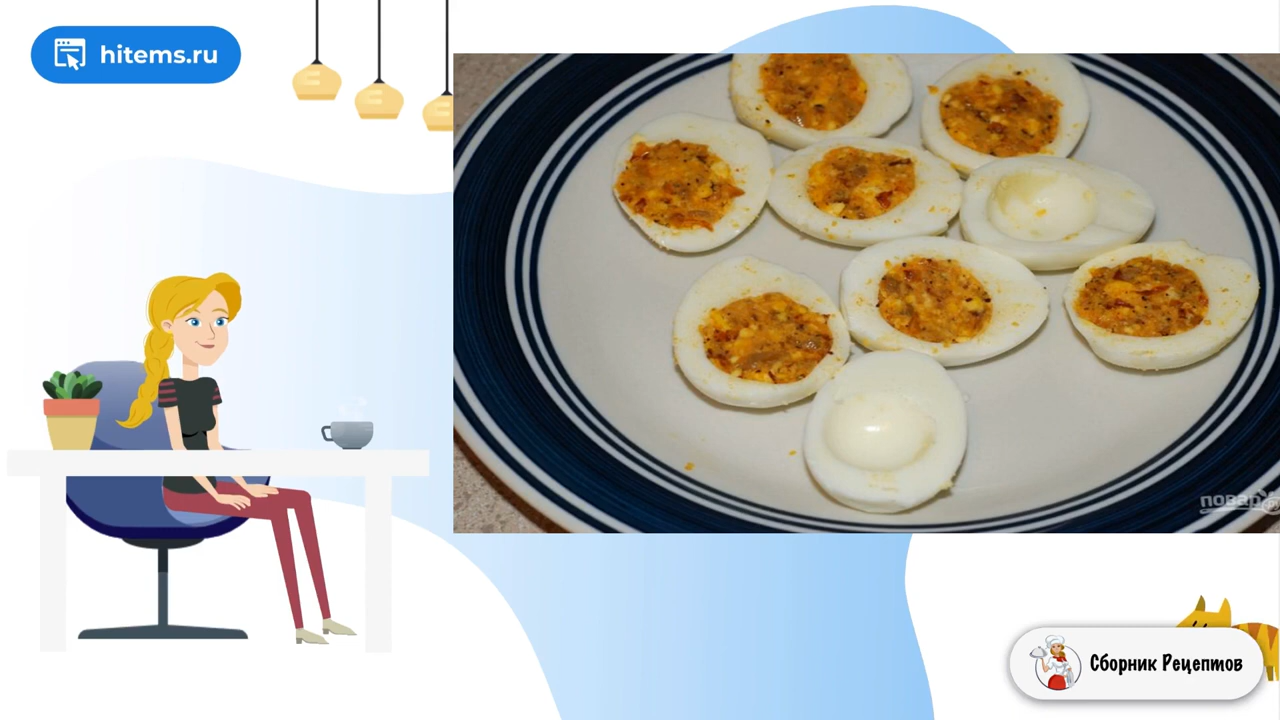 hitems.ru
повар
Сборник Рецептов